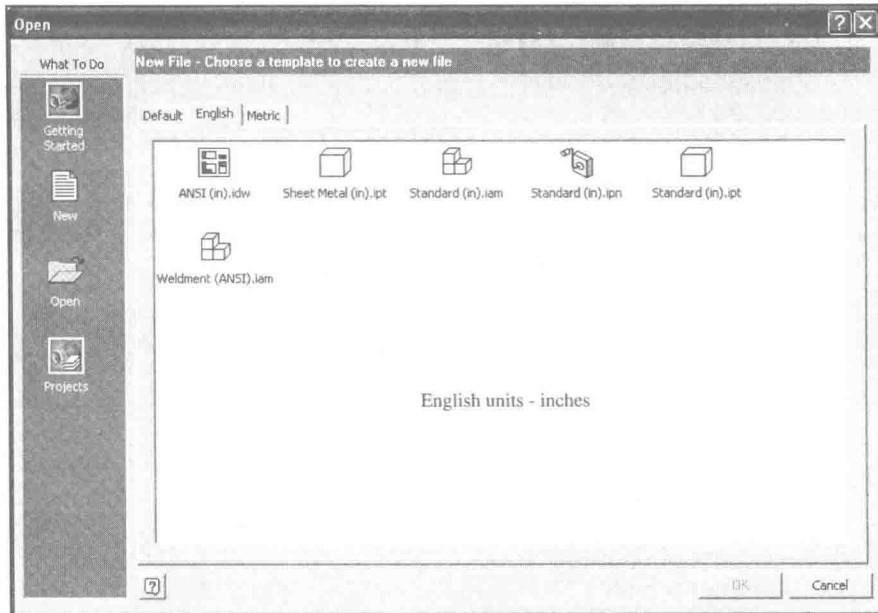 Open
What To Do
New File - Choose a template to create a new file
Getting
Started
New
Open
Projects
Default English Metric
ANSI (in).idw
Sheet Metal (in).ipt
Standard (in).iam
Standard (in).ipn
Standard (in).ipt
Weldment (ANSI).iam
English units - inches
OK
Cancel